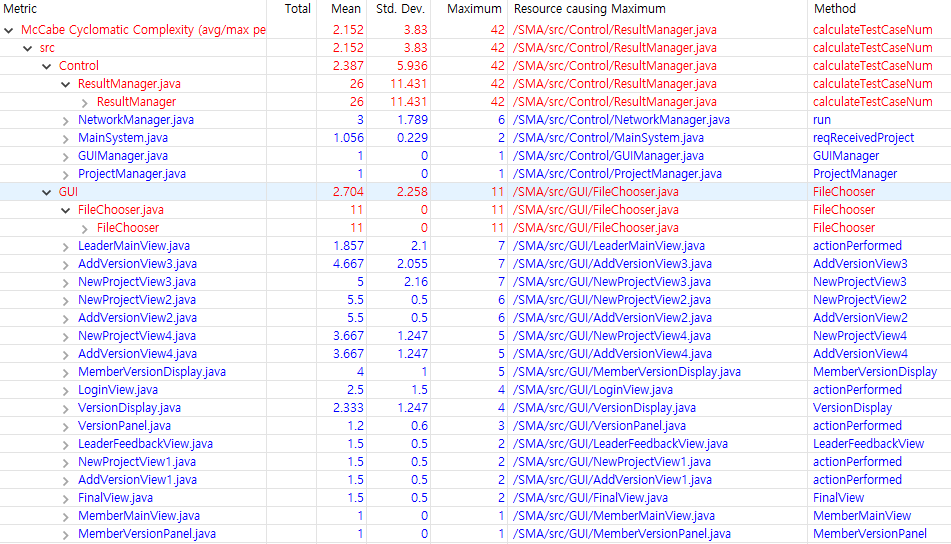 Metric Total Mean Std. Dev. Maximum Resource causing Maximum Method
McCabe Cyclomatic Complexity (avg/max pe 2.152 3.83 42 /SMA/src/Control/ResultManager.java calculateTestCaseNum
src 2.152 3.83 42 /SMA/src/Control/ResultManager.java calculateTestCaseNum
Control 2.387 5.936 42 /SMA/src/Control/ResultManager.java calculateTestCaseNum
ResultManager.java 26 11.431 42 /SMA/src/Control/ResultManager.java calculateTestCaseNum
ResultManager 26 11.431 42 /SMA/src/Control/ResultManager.java calculateTestCaseNum
NetworkManager.java 3 1.789 6 /SMA/src/Control/NetworkManager.java run
MainSystem.java 1.056 0.229 2 /SMA/src/Control/MainSystem.java reqReceivedProject
GUIManager.java 1 0 1 /SMA/src/Control/GUIManager.java GUIManager
ProjectManager.java 1 0 1 /SMA/src/Control/ProjectManager.java ProjectManager
GUI 2.704 2.258 11 /SMA/src/GUI/FileChooser.java FileChooser
FileChooser.java 11 0 11 /SMA/src/GUI/FileChooser.java FileChooser
FileChooser 11 0 11 /SMA/src/GUI/FileChooser.java FileChooser
LeaderMainView.java 1.857 2.1 7 /SMA/src/GUI/LeaderMainView.java actionPerformed
AddVersionView3.java 4.667 2.055 7 /SMA/src/GUI/AddVersionView3.java AddVersionView3
NewProjectView3.java 5 2.16 7 /SMA/src/GUI/NewProjectView3.java NewProjectView3
NewProjectView2.java 5.5 0.5 6 /SMA/src/GUI/NewProjectView2.java NewProjectView2
AddVersionView2.java 5.5 0.5 6 /SMA/src/GUI/AddVersionView2.java AddVersionView2
NewProjectView4.java 3.667 1.247 5 /SMA/src/GUI/NewProjectView4.java NewProjectView4
AddVersionView4.java 3.667 1.247 5 /SMA/src/GUI/AddVersionView4.java AddVersionView4
MemberVersionDisplay.java 4 1 5 /SMA/src/GUI/MemberVersionDisplay.java MemberVersionDisplay
LoginView.java 2.5 1.5 4 /SMA/src/GUI/LoginView.java actionPerformed
VersionDisplay.java 2.333 1.247 4 /SMA/src/GUI/VersionDisplay.java VersionDisplay
VersionPanel.java 1.2 0.6 3 /SMA/src/GUI/VersionPanel.java actionPerformed
LeaderFeedbackView.java 1.5 0.5 2 /SMA/src/GUI/LeaderFeedbackView.java LeaderFeedbackView
NewProjectView1.java 1.5 0.5 2 /SMA/src/GUI/NewProjectView1.java actionPerformed
AddVersionView1.java 1.5 0.5 2 /SMA/src/GUI/AddVersionView1.java actionPerformed
FinalView.java 1.5 0.5 2 /SMA/src/GUI/FinalView.java FinalView
MemberMainView.java 1 0 1 /SMA/src/GUI/MemberMainView.java MemberMainView
MemberVersionPanel.java 1 0 1 /SMA/src/GUI/MemberVersionPanel.java MemberVersionPanel